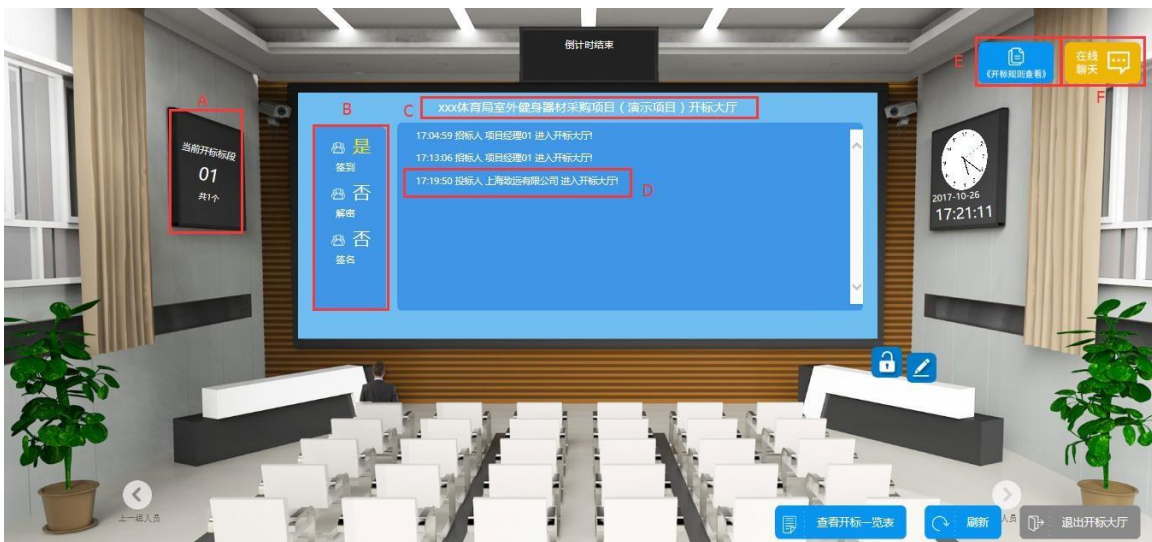 倒计时结束
E
《开标规则查看》
在线
聊天
F
A
当前开标标段
01
共1个
B
是
签到
否
解密
否
签名
C
xxx体育局室外健身器材采购项目（演示项目）开标大厅
17:04:59 招标人 项目经理01 进入开标大厅!
17:13:06 招标人 项目经理01 进入开标大厅!
17:19:50 投标人 上海致远有限公司 进入开标大厅!
D
2017-10-26
17:21:11
上一组人员
查看开标一览表
刷新
人员
退出开标大厅